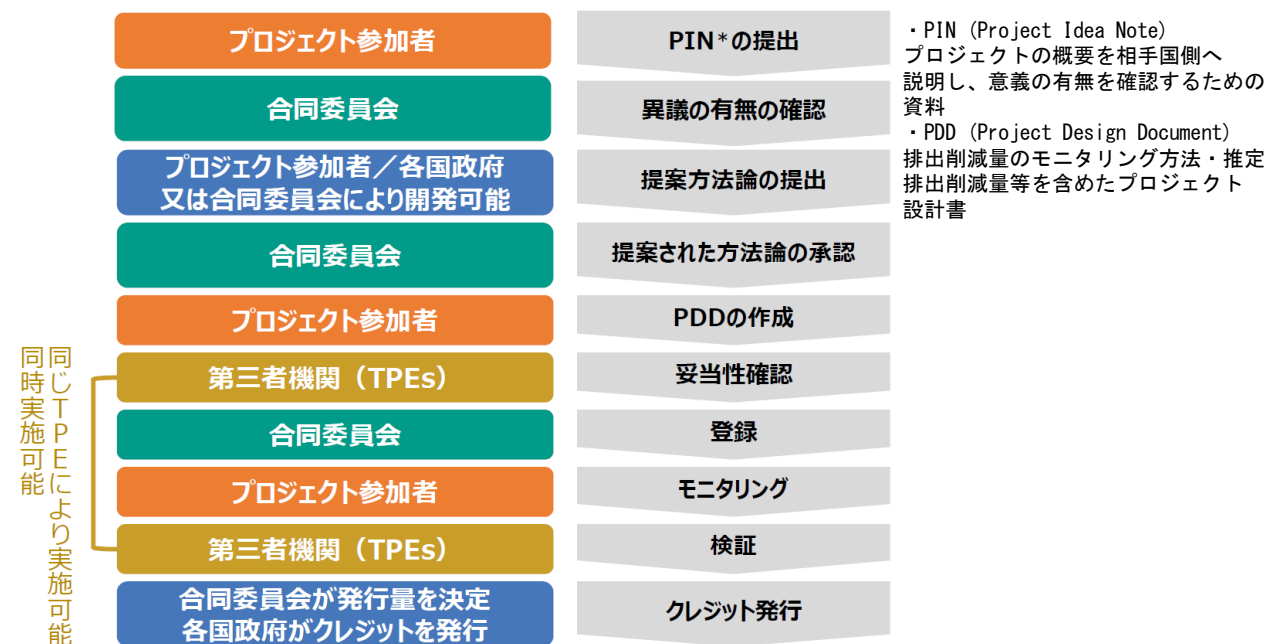 プロジェクト参加者
PIN*の提出
合同委員会
異議の有無の確認
プロジェクト参加者／各国政府
又は合同委員会により開発可能
提案方法論の提出
合同委員会
提案された方法論の承認
プロジェクト参加者
PDDの作成
第三者機関（TPEs）
妥当性確認
合同委員会
登録
プロジェクト参加者
モニタリング
第三者機関（TPEs）
検証
合同委員会が発行量を決定
各国政府がクレジットを発行
クレジット発行
同じTPEにより実施可能
同時実施可能
・PIN (Project Idea Note)
プロジェクトの概要を相手国側へ
説明し、意義の有無を確認するための
資料
・PDD (Project Design Document)
排出削減量のモニタリング方法・推定
排出削減量等を含めたプロジェクト
設計書